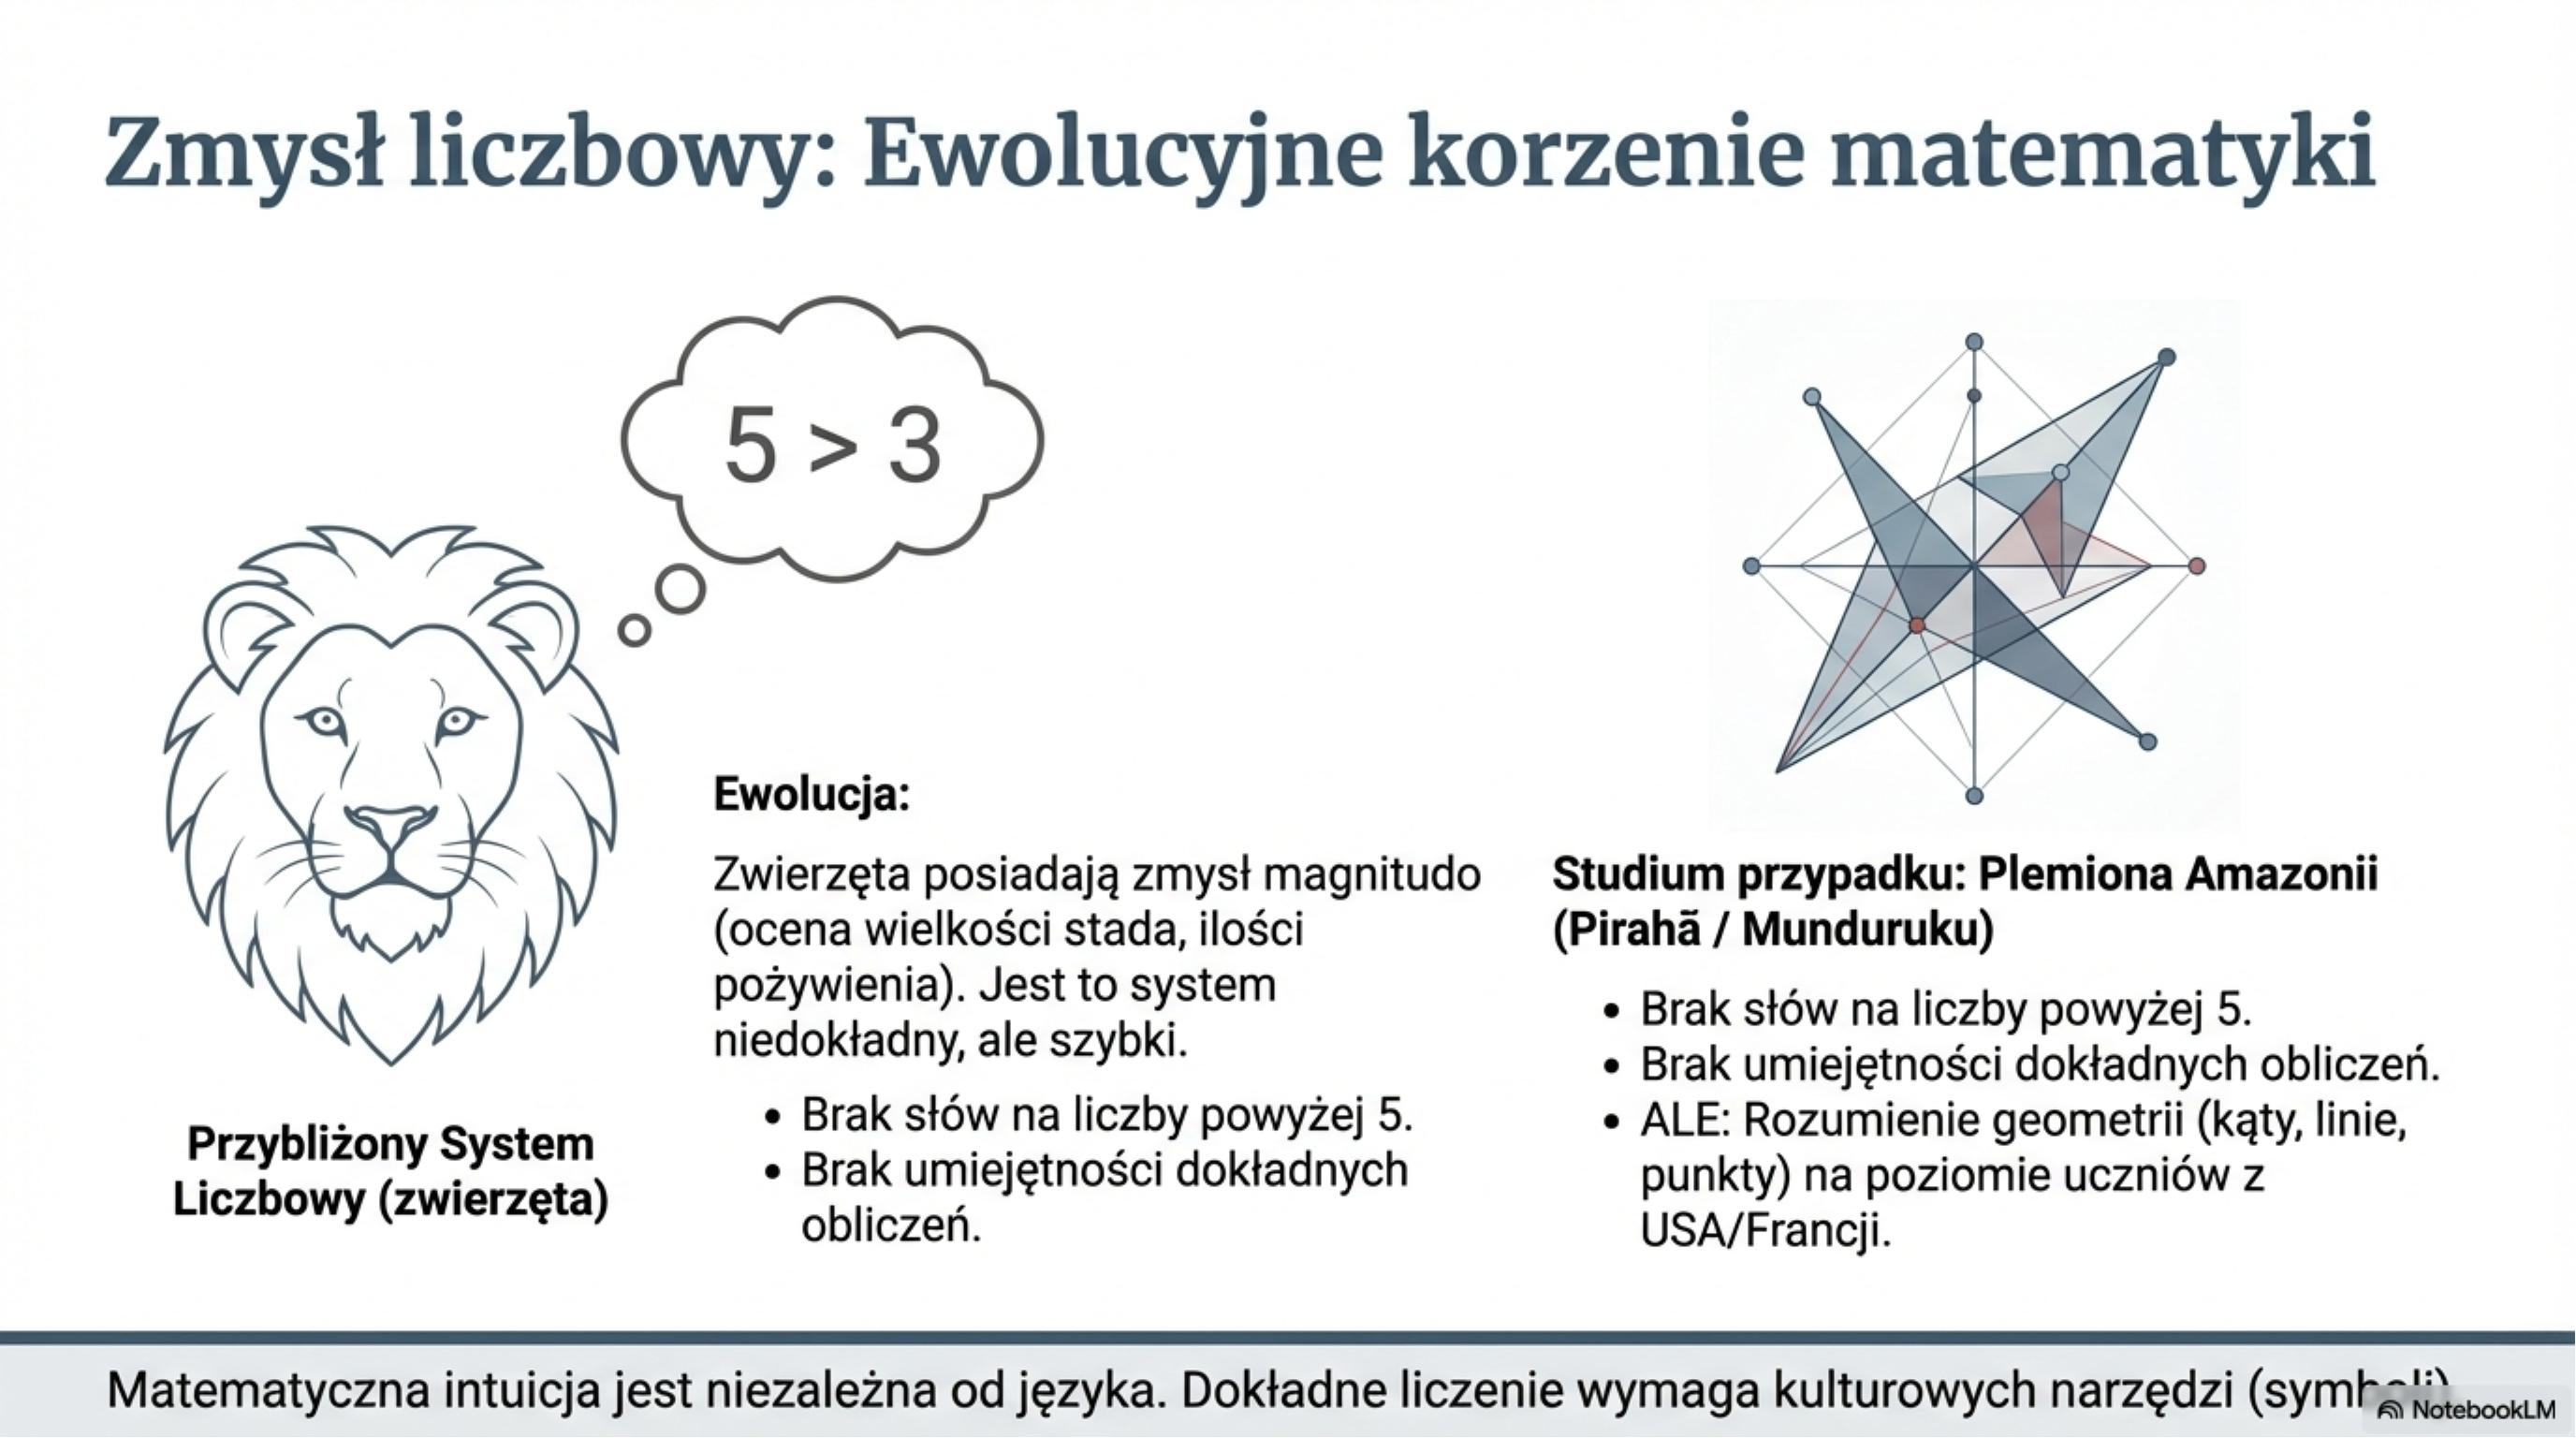 Zmysł liczbowy: Ewolucyjne korzenie matematyki
5 > 3
Przybliżony System
Liczbowy (zwierzęta)
Ewolucja:
Zwierzęta posiadają zmysł magnitudo
(ocena wielkości stada, ilości
pożywienia). Jest to system
niedokładny, ale szybki.
• Brak słów na liczby powyżej 5.
• Brak umiejętności dokładnych
obliczeń.
Studium przypadku: Plemiona Amazonii
(Pirahã / Munduruku)
• Brak słów na liczby powyżej 5.
• Brak umiejętności dokładnych obliczeń.
• ALE: Rozumienie geometrii (kąty, linie,
punkty) na poziomie uczniów z
USA/Francji.
Matematyczna intuicja jest niezależna od języka. Dokładne liczenie wymaga kulturowych narzędzi (symboli)
NotebookLM